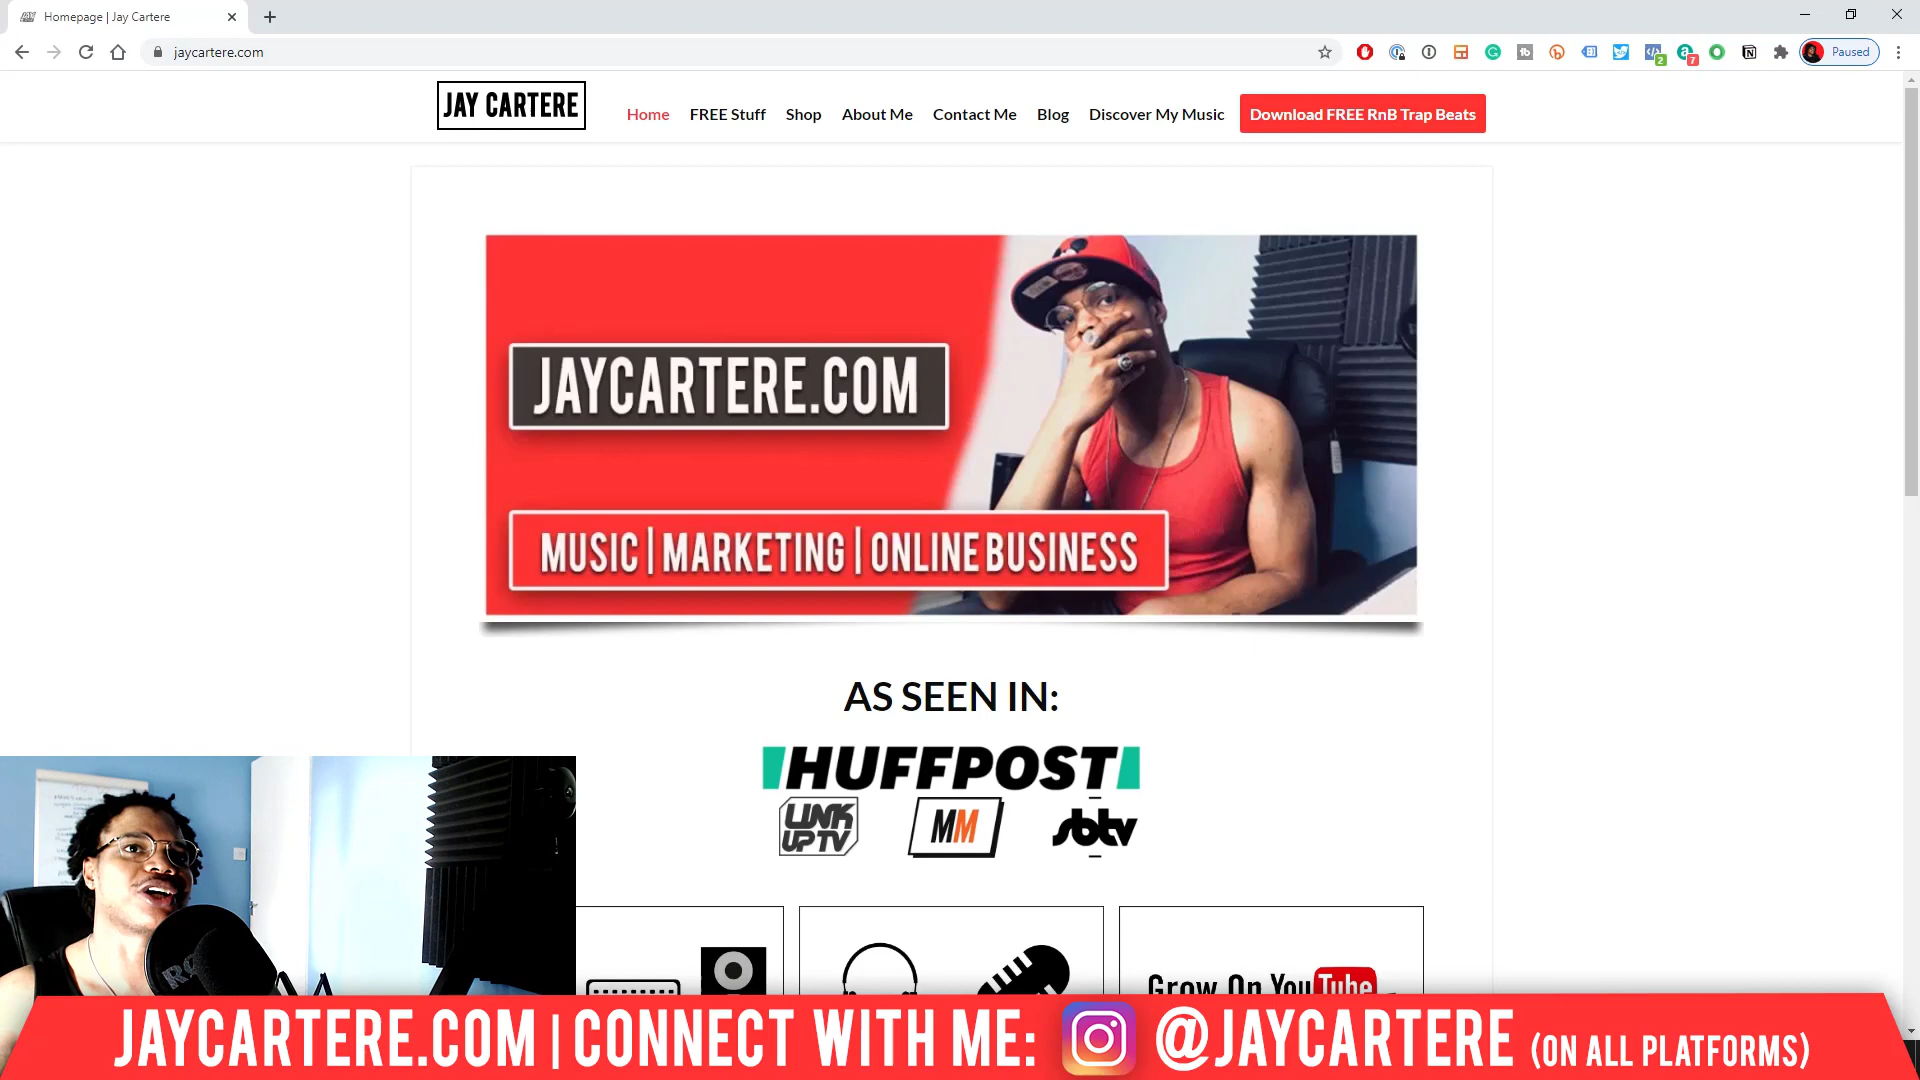 Homepage | Jay Cartere
jaycartere.com
2
7
Paused
JAY CARTERE
Home FREE Stuff Shop About Me Contact Me Blog Discover My Music Download FREE RnB Trap Beats
JAYCARTERE.COM
MUSIC | MARKETING | ONLINE BUSINESS
AS SEEN IN:
HUFFPOST
LINK
UP TV
MM
sbtv
Grow On YouTube
JAYCARTERE.COM | CONNECT WITH ME: @JAYCARTERE (ON ALL PLATFORMS)